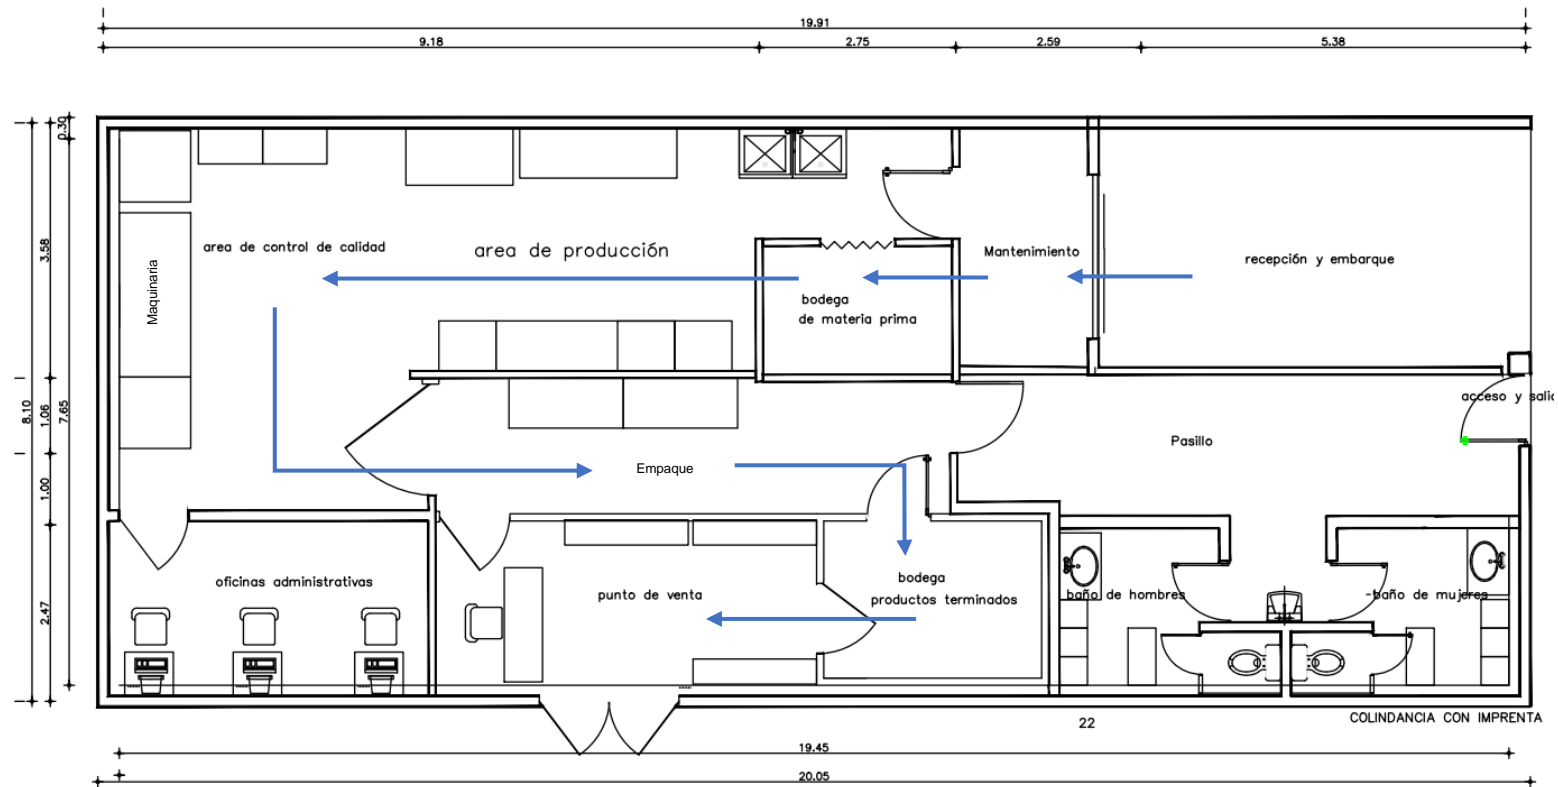 19.91
9.18
2.75
2.59
5.38
0.30
3.58
8.10
1.06
7.65
1.00
2.47
Maquinaria
area de control de calidad
area de producción
Mantenimiento
recepción y embarque
bodega
de materia prima
acceso y salid
Pasillo
Empaque
oficinas administrativas
punto de venta
bodega
productos terminados
baño de hombres
-baño de mujeres
22
COLINDANCIA CON IMPRENTA
19.45
20.05